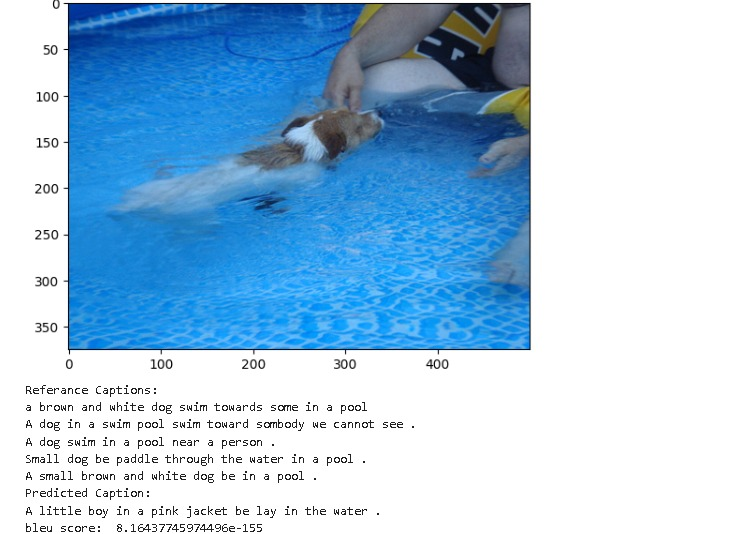 0
50
100
150
200
250
300
350
0 100 200 300 400
Referance Captions:
a brown and white dog swim towards some in a pool
A dog in a swim pool swim toward sombody we cannot see .
A dog swim in a pool near a person .
Small dog be paddle through the water in a pool .
A small brown and white dog be in a pool .
Predicted Caption:
A little boy in a pink jacket be lay in the water .
bleu score:  8.16437745974496e-155